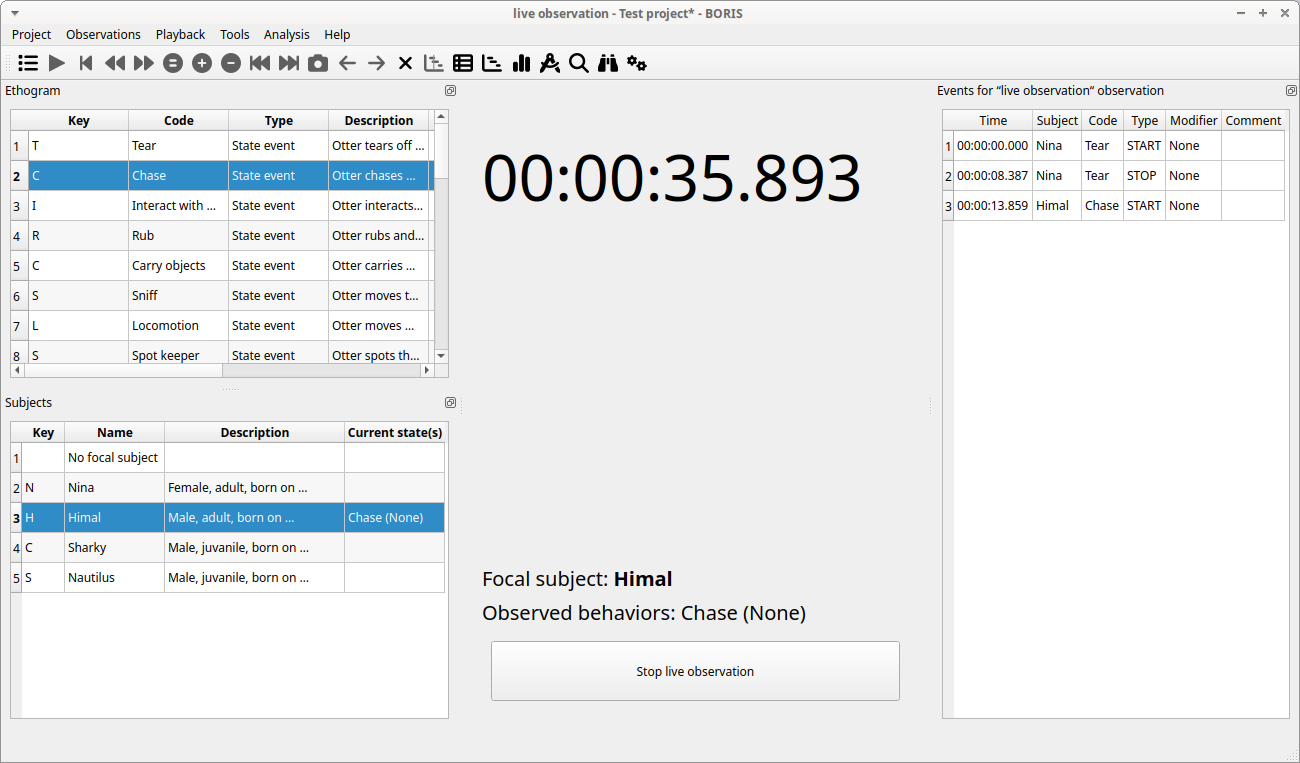 live observation - Test project* - BORIS
Project Observations Playback Tools Analysis Help
Ethogram
Key Code Type Description
1 T Tear State event Otter tears off ...
2 C Chase State event Otter chases ...
3 I Interact with ... State event Otter interacts...
4 R Rub State event Otter rubs and...
5 C Carry objects State event Otter carries ...
6 S Sniff State event Otter moves t...
7 L Locomotion State event Otter moves ...
8 S Spot keeper State event Otter spots th...
Subjects
Key Name Description Current state(s)
1 No focal subject
2 N Nina Female, adult, born on ...
3 H Himal Male, adult, born on ... Chase (None)
4 C Sharky Male, juvanile, born on ...
5 S Nautilus Male, juvanile, born on ...
00:00:35.893
Focal subject: Himal
Observed behaviors: Chase (None)
Stop live observation
Events for “live observation“ observation
Time Subject Code Type Modifier Comment
1 00:00:00.000 Nina Tear START None
2 00:00:08.387 Nina Tear STOP None
3 00:00:13.859 Himal Chase START None